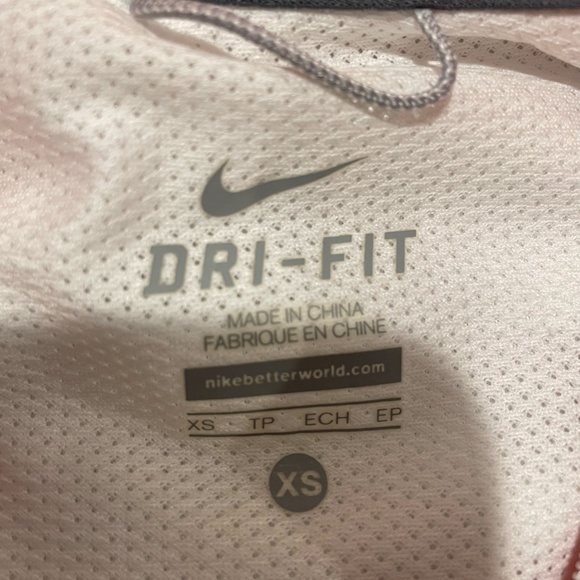 DRI-FIT
MADE IN CHINA
FABRIQUE EN CHINE
nikebetterworld.com
XS TP ECH EP
XS